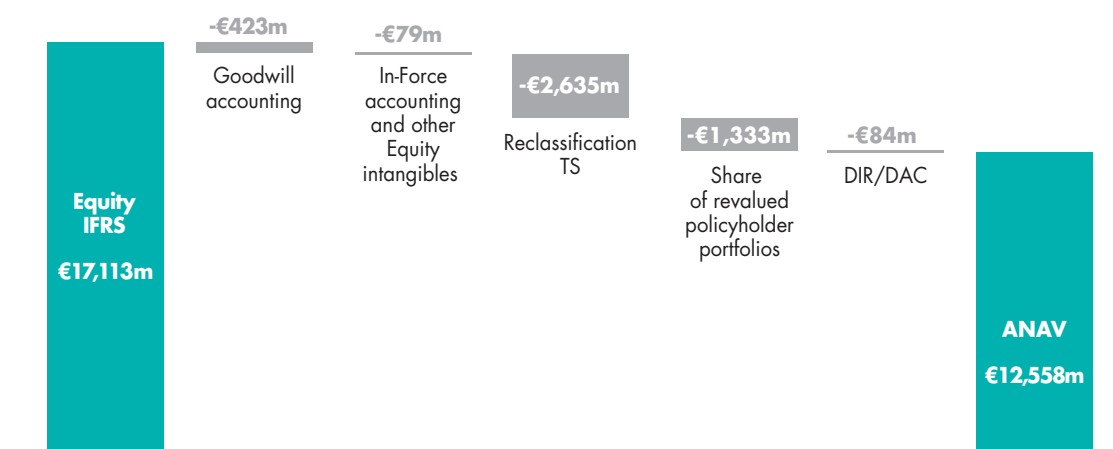 Equity
IFRS
€17,113m
-€423m
Goodwill
accounting
-€79m
In-Force
accounting
and other
Equity
intangibles
-€2,635m
Reclassification
TS
-€1,333m
Share
of revalued
policyholder
portfolios
-€84m
DIR/DAC
ANAV
€12,558m